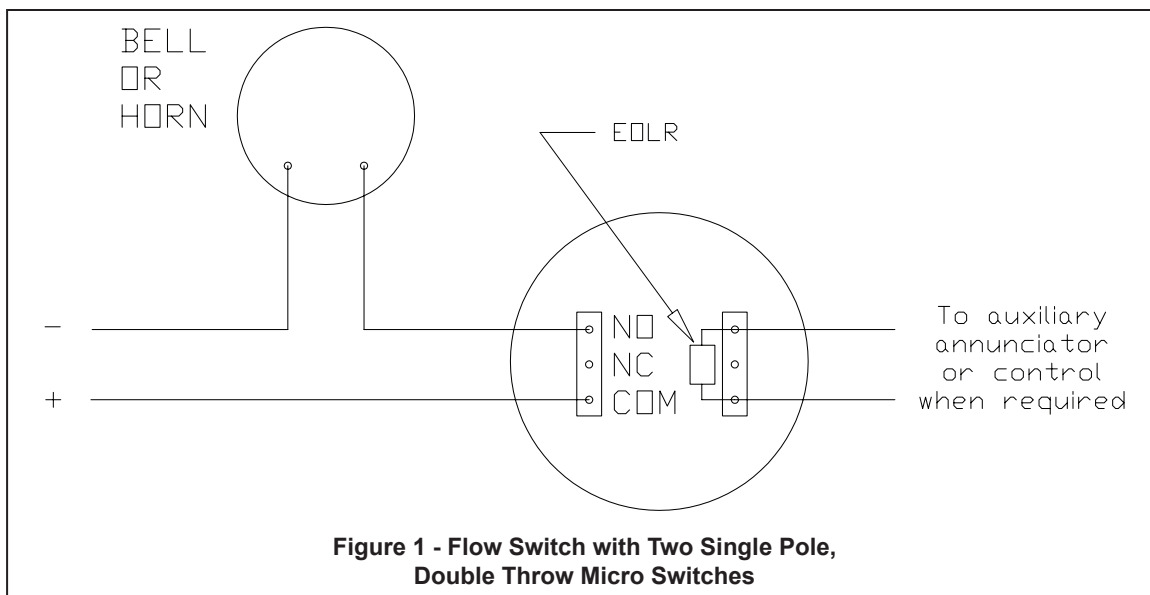 BELL
OR
HORN
EOLR
-
+
NO
NC
COM
To auxiliary
annunciator
or control
when required
Figure 1 - Flow Switch with Two Single Pole,
Double Throw Micro Switches